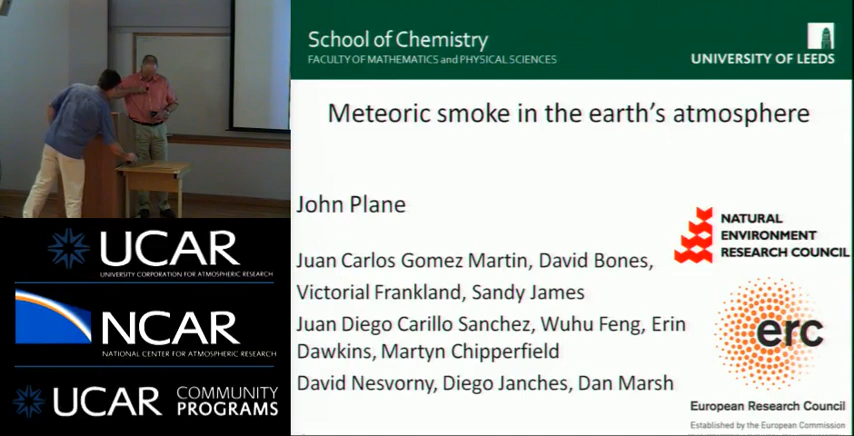 School of Chemistry
FACULTY OF MATHEMATICS and PHYSICAL SCIENCES
UNIVERSITY OF LEEDS
Meteoric smoke in the earth's atmosphere
John Plane
Juan Carlos Gomez Martin, David Bones,
Victorial Frankland, Sandy James
Juan Diego Carillo Sanchez, Wuhu Feng, Erin
Dawkins, Martyn Chipperfield
David Nesvorny, Diego Janches, Dan Marsh
NATURAL
ENVIRONMENT
RESEARCH COUNCIL
erc
European Research Council
Established by the European Commission
UCAR
UNIVERSITY CORPORATION FOR ATMOSPHERIC RESEARCH
NCAR
NATIONAL CENTER FOR ATMOSPHERIC RESEARCH
UCAR COMMUNITY
PROGRAMS